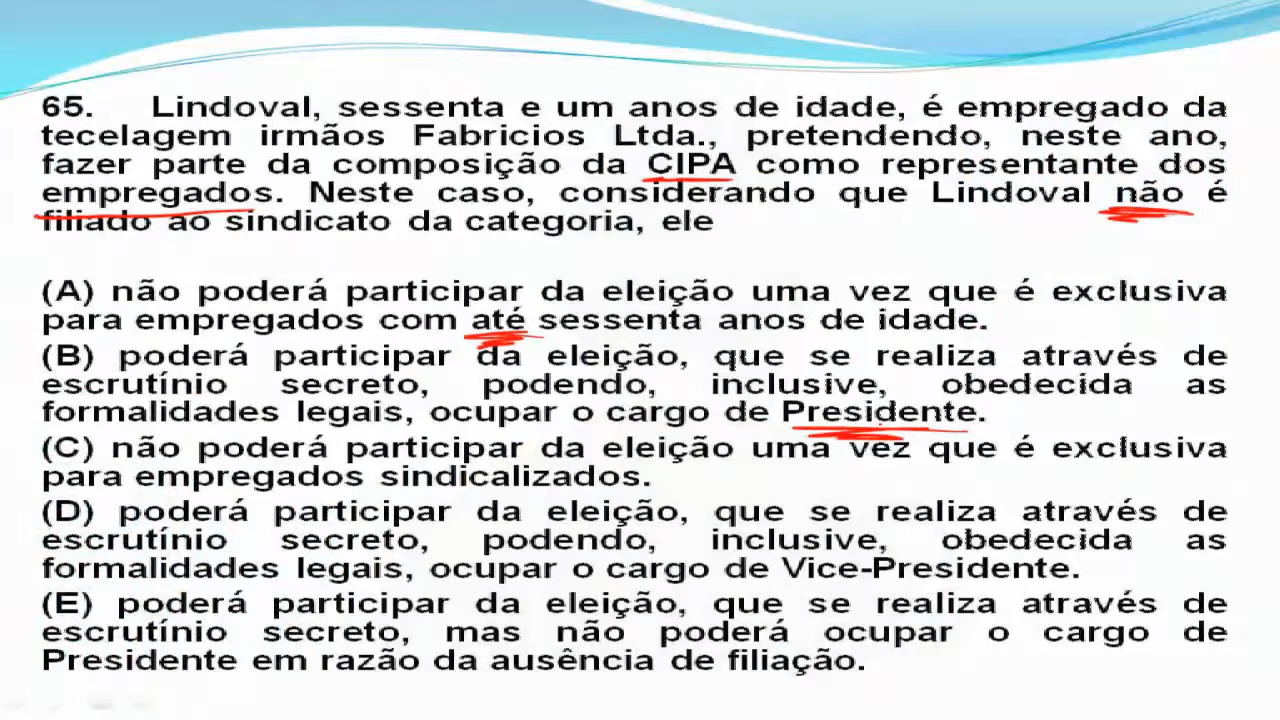 65. Lindoval, sessenta e um anos de idade, é empregado da
tecelagem irmãos Fabricios Ltda., pretendendo, neste ano,
fazer parte da composição da CIPA como representante dos
empregados. Neste caso, considerando que Lindoval não é
filiado ao sindicato da categoria, ele
(A) não poderá participar da eleição uma vez que é exclusiva
para empregados com até sessenta anos de idade.
(B) poderá participar da eleição, que se realiza através de
escrutínio secreto, podendo, inclusive, obedecida as
formalidades legais, ocupar o cargo de Presidente.
(C) não poderá participar da eleição uma vez que é exclusiva
para empregados sindicalizados.
(D) poderá participar da eleição, que se realiza através de
escrutínio secreto, podendo, inclusive, obedecida as
formalidades legais, ocupar o cargo de Vice-Presidente.
(E) poderá participar da eleição, que se realiza através de
escrutínio secreto, mas não poderá ocupar o cargo de
Presidente em razão da ausência de filiação.